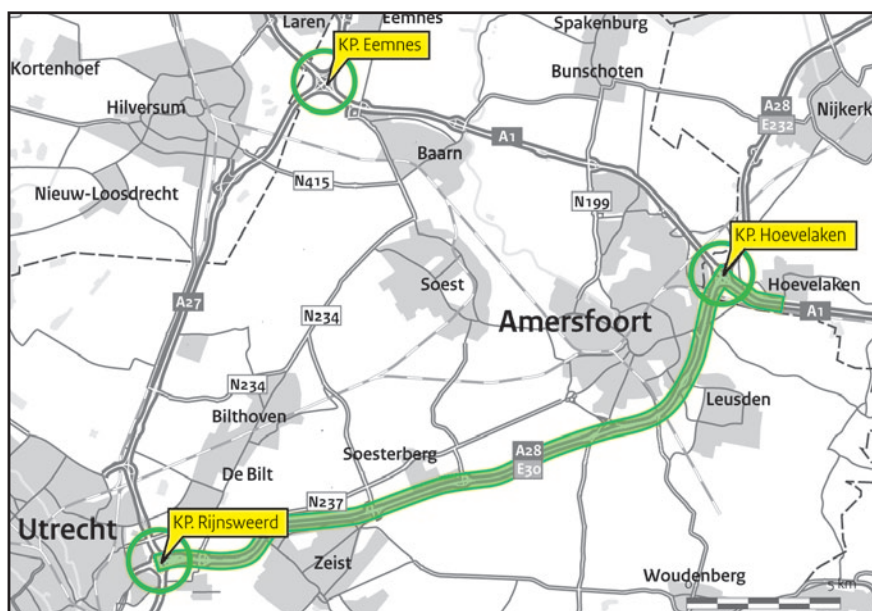 Laren
Eemnes
Spakenburg
KP. Eemnes
Kortenhoef
Bunschoten
A28
E232
Nijkerk
Hilversum
A1
Baarn
N415
Nieuw-Loosdrecht
N199
KP. Hoevelaken
Soest
Hoevelaken
A27
A1
N234
Amersfoort
N234
Leusden
Bilthoven
A28
E30
Soesterberg
De Bilt
N237
Utrecht
KP. Rijnsweerd
Zeist
Woudenberg
5 km